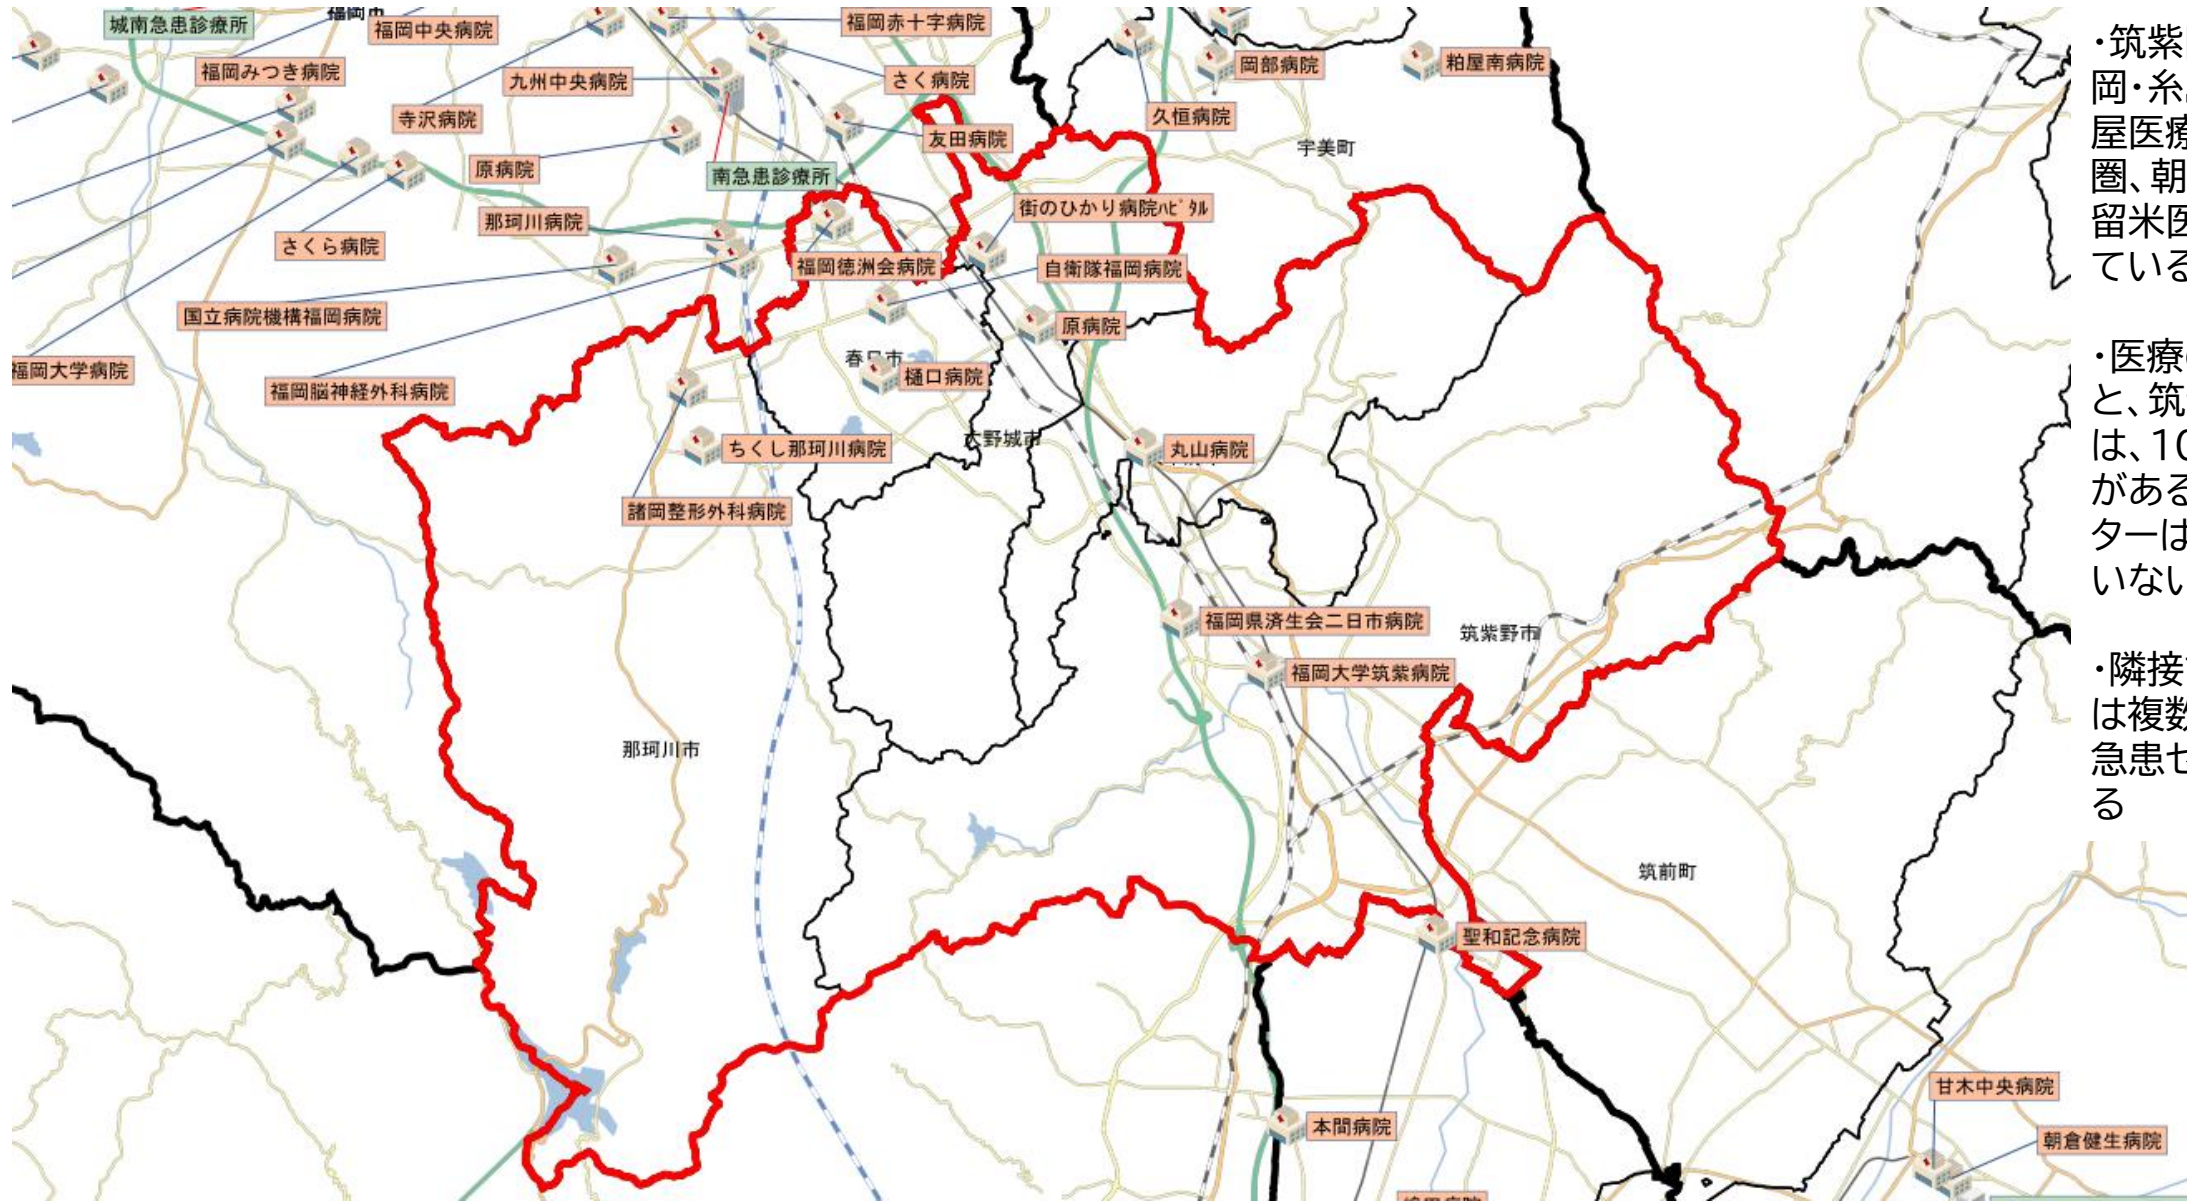 城南急患診療所
福岡市
福岡中央病院
福岡赤十字病院
福岡みつき病院
九州中央病院
さく病院
岡部病院
粕屋南病院
寺沢病院
友田病院
久恒病院
宇美町
原病院
南急患診療所
街のひかり病院ﾊﾋﾟﾀﾙ
那珂川病院
さくら病院
福岡徳洲会病院
自衛隊福岡病院
国立病院機構福岡病院
原病院
春日市
福岡大学病院
樋口病院
福岡脳神経外科病院
大野城市
ちくし那珂川病院
丸山病院
諸岡整形外科病院
福岡県済生会二日市病院
筑紫野市
福岡大学筑紫病院
那珂川市
筑前町
聖和記念病院
甘木中央病院
本間病院
朝倉健生病院
・筑紫
岡・糸
屋医療
圏、朝
留米医
ている
・医療
と、筑
は、10
がある
ターは
いない
・隣接
は複数
急患セ
る